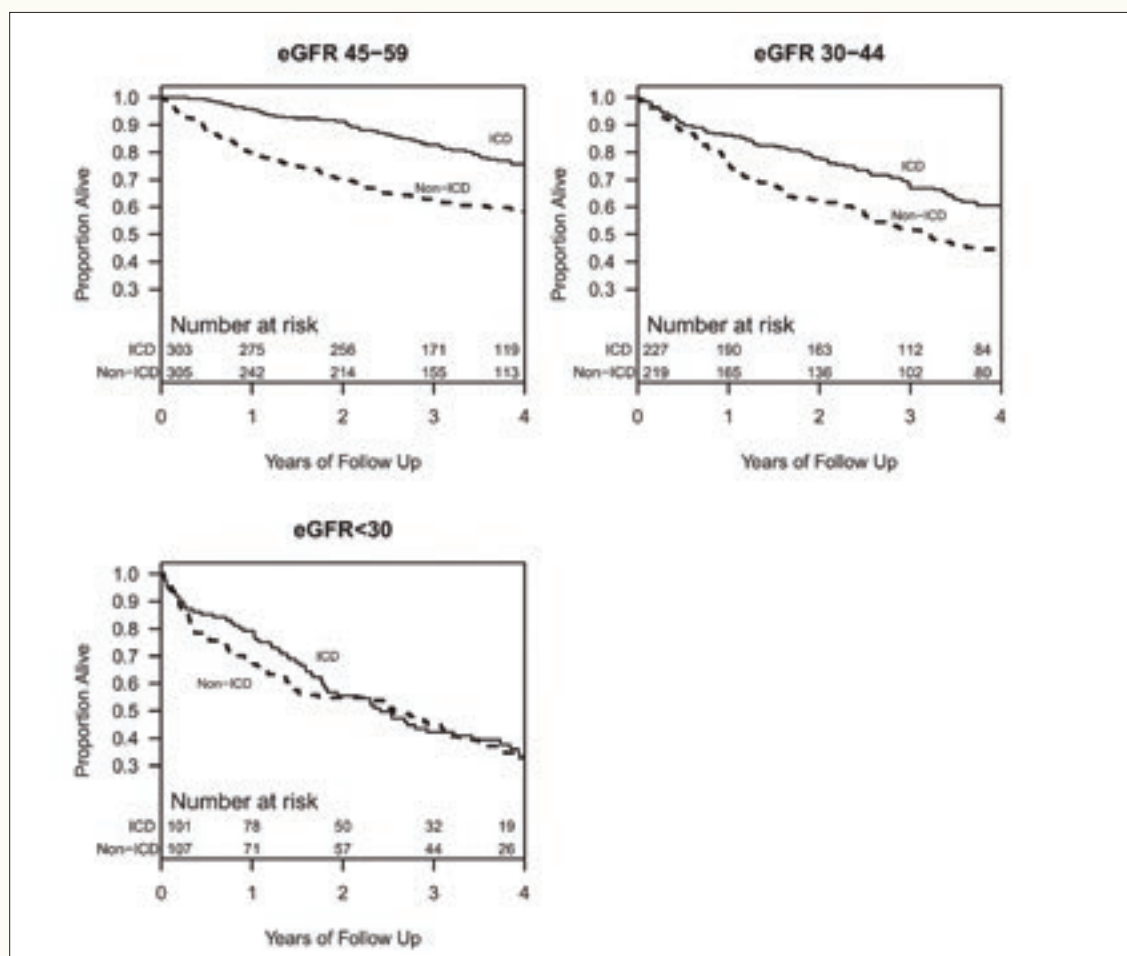 eGFR 45−59
Proportion Alive
1.0
0.9
0.8
0.7
0.6
0.5
0.4
0.3
ICD
Non−ICD
Number at risk
ICD 303 275 256 171 119
Non−ICD 305 242 214 155 113
0 1 2 3 4
Years of Follow Up
eGFR 30−44
Proportion Alive
1.0
0.9
0.8
0.7
0.6
0.5
0.4
0.3
ICD
Non−ICD
Number at risk
ICD 227 190 163 112 84
Non−ICD 219 165 136 102 80
0 1 2 3 4
Years of Follow Up
eGFR<30
Proportion Alive
1.0
0.9
0.8
0.7
0.6
0.5
0.4
0.3
ICD
Non−ICD
Number at risk
ICD 101 78 50 32 19
Non−ICD 107 71 57 44 26
0 1 2 3 4
Years of Follow Up